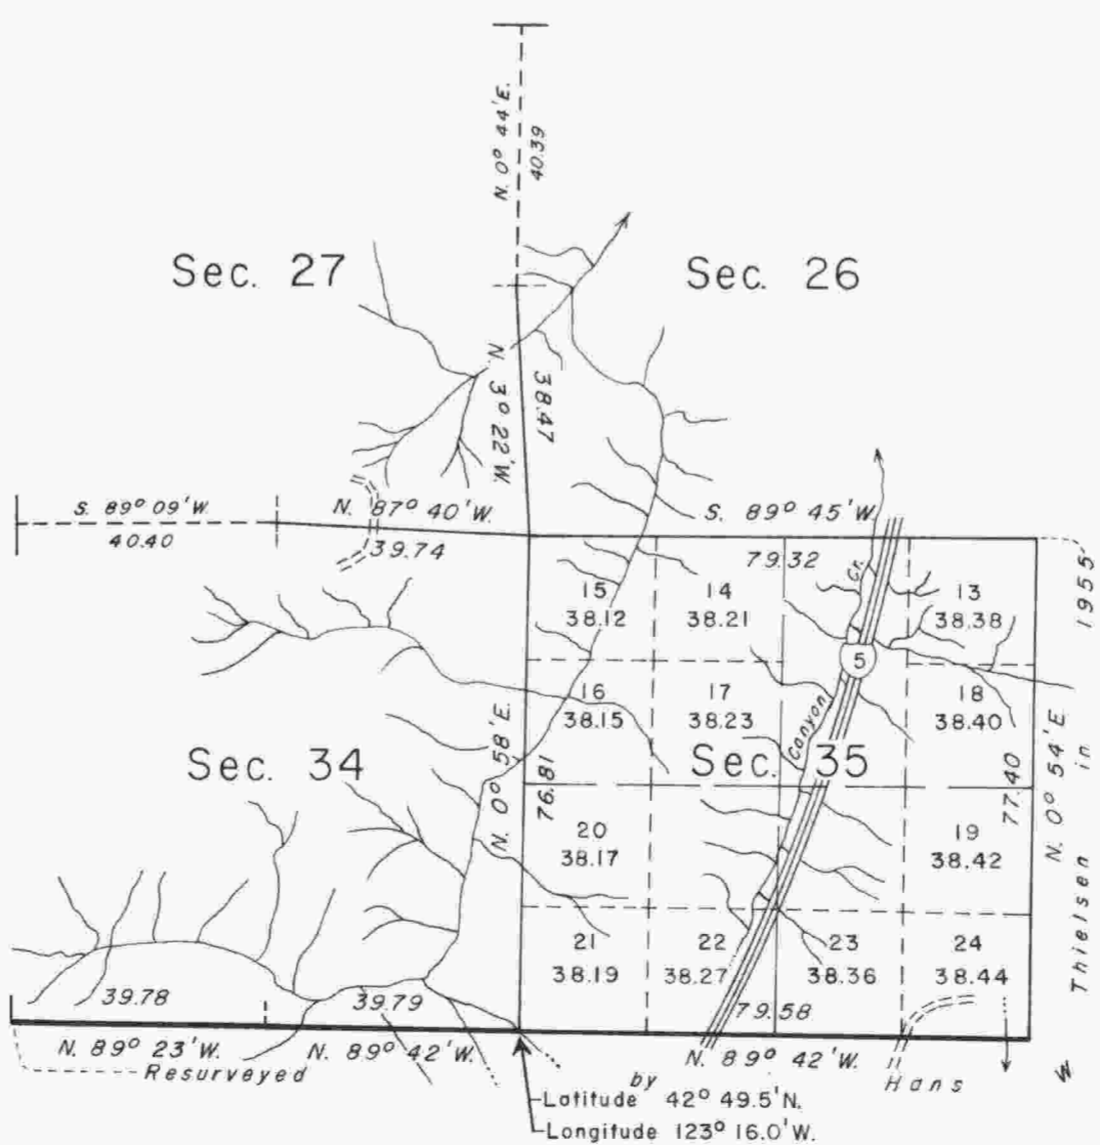 N. 0° 44'E.
40.39
Sec. 27
Sec. 26
N. 3° 22'W.
38.47
S. 89° 09'W.
40.40
N. 87° 40'W.
39.74
S. 89° 45'W.
79.32
Cr.
15
38.12
14
38.21
13
38.38
5
16
38.15
17
38.23
18
38.40
Canyon
Sec. 34
Sec. 35
N. 0° 58'E.
76.18
77.40
N. 0° 54'E.
20
38.17
19
38.42
21
38.19
22
38.27
23
38.36
24
38.44
39.78
39.79
79.58
N. 89° 23'W.
N. 89° 42'W.
N. 89° 42'W.
Resurveyed by Hans W Thielsen in 1955
Latitude 42° 49.5'N.
Longitude 123° 16.0'W.